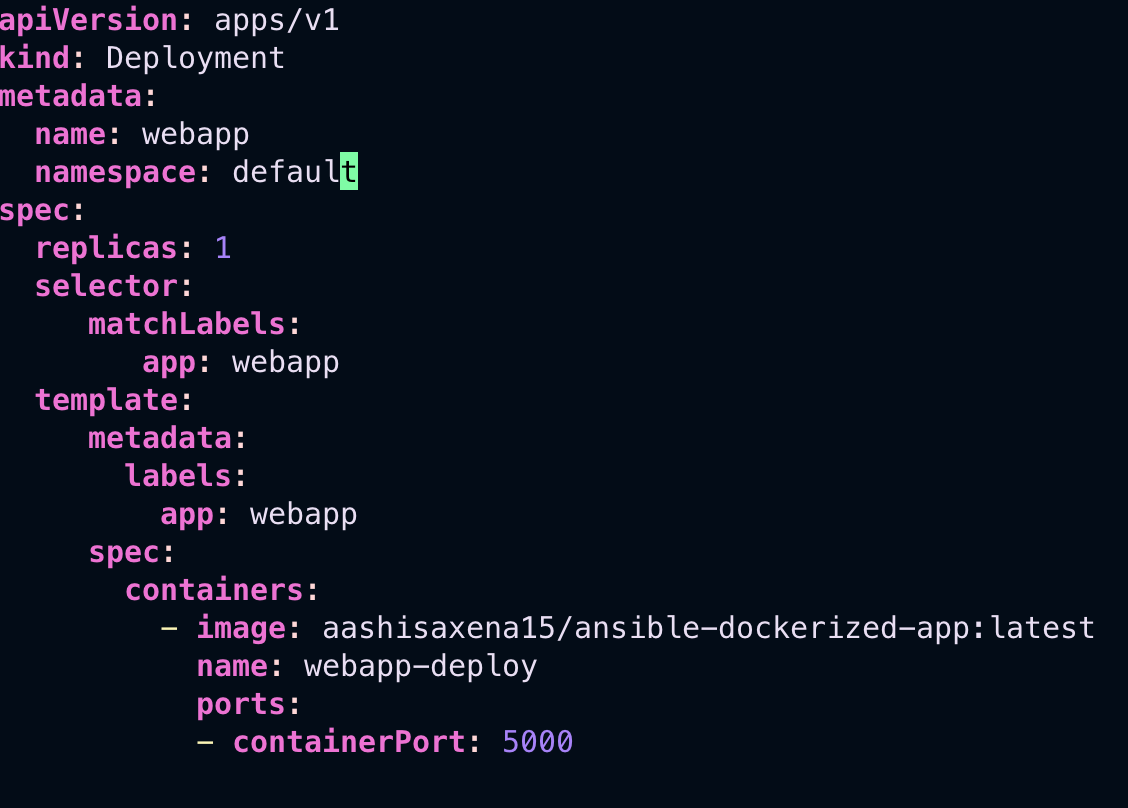 apiVersion: apps/v1
kind: Deployment
metadata:
  name: webapp
  namespace: default
spec:
  replicas: 1
  selector:
     matchLabels:
        app: webapp
  template:
     metadata:
       labels:
         app: webapp
     spec:
       containers:
         - image: aashisaxena15/ansible-dockerized-app:latest
           name: webapp-deploy
           ports:
           - containerPort: 5000